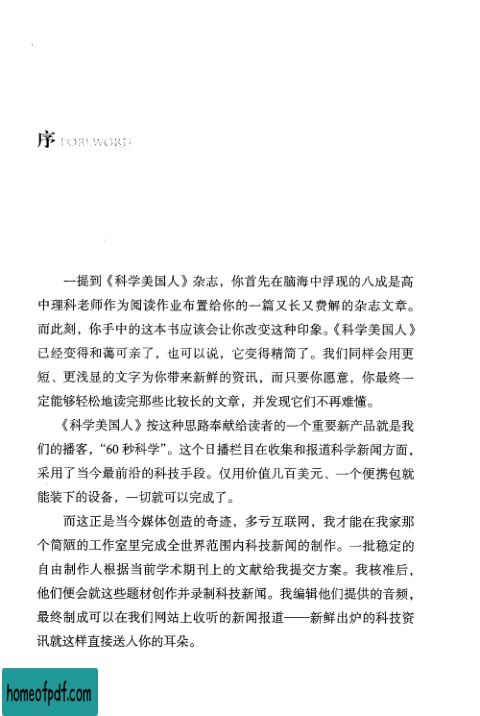 序 FOREWORD
一提到《科学美国人》杂志，你首先在脑海中浮现的八成是高
中理科老师作为阅读作业布置给你的一篇又长又费解的杂志文章。
而此刻，你手中的这本书应该会让你改变这种印象。《科学美国人》
已经变得和蔼可亲了，也可以说，它变得精简了。我们同样会用更
短、更浅显的文字为你带来新鲜的资讯，而只要你愿意，你最终一
定能够轻松地读完那些比较长的文章，并发现它们不再难懂。
《科学美国人》按这种思路奉献给读者的一个重要新产品就是我
们的播客，“60秒科学”。这个日播栏目在收集和报道科学新闻方面，
采用了当今最前沿的科技手段。仅用价值几百美元、一个便携包就
能装下的设备，一切就可以完成了。
而这正是当今媒体创造的奇迹，多亏互联网，我才能在我家那
个简陋的工作室里完成全世界范围内科技新闻的制作。一批稳定的
自由制作人根据当前学术期刊上的文献给我提交方案。我核准后，
他们便会就这些题材创作并录制科技新闻。我编辑他们提供的音频，
最终制成可以在我们网站上收听的新闻报道——新鲜出炉的科技资
讯就这样直接送人你的耳朵。
homeofpdf.com